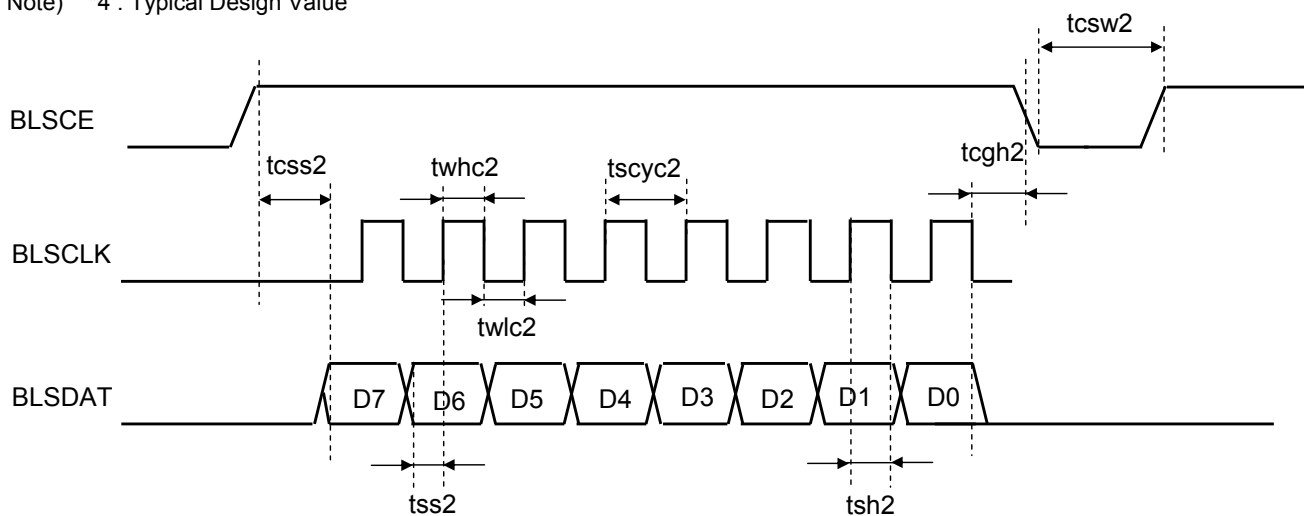 Note) 4 : Typical Design Value
tcsw2
BLSCE
tcss2 twhc2 tscyc2 tcgh2
BLSCLK
twlc2
BLSDAT D7 D6 D5 D4 D3 D2 D1 D0
tss2 tsh2